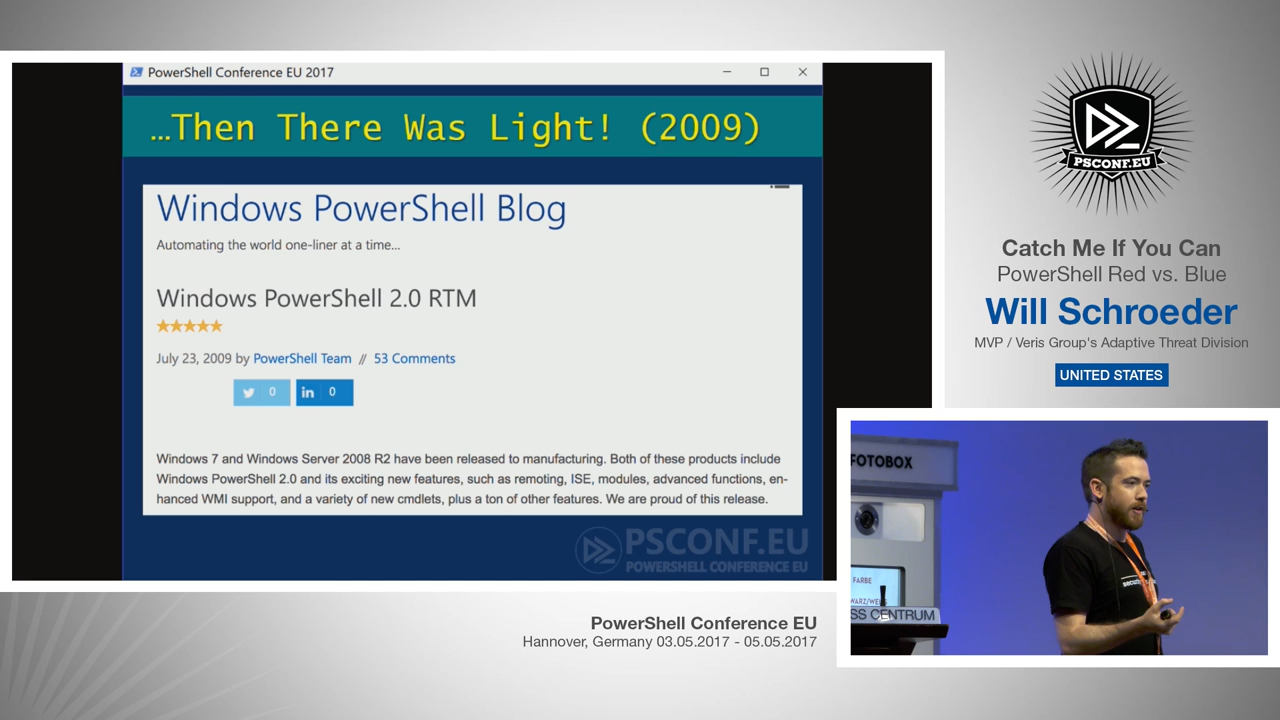 PowerShell Conference EU 2017
…Then There Was Light! (2009)
Windows PowerShell Blog
Automating the world one-liner at a time...
Windows PowerShell 2.0 RTM
July 23, 2009 by PowerShell Team // 53 Comments
0
in 0
Windows 7 and Windows Server 2008 R2 have been released to manufacturing. Both of these products include
Windows PowerShell 2.0 and its exciting new features, such as remoting, ISE, modules, advanced functions, en-
hanced WMI support, and a variety of new cmdlets, plus a ton of other features. We are proud of this release.
PSCONF.EU
POWERSHELL CONFERENCE EU
PSCONF.EU
Catch Me If You Can
PowerShell Red vs. Blue
Will Schroeder
MVP / Veris Group's Adaptive Threat Division
UNITED STATES
FOTOBOX
FARBE
SS CENTRUM
PowerShell Conference EU
Hannover, Germany 03.05.2017 - 05.05.2017